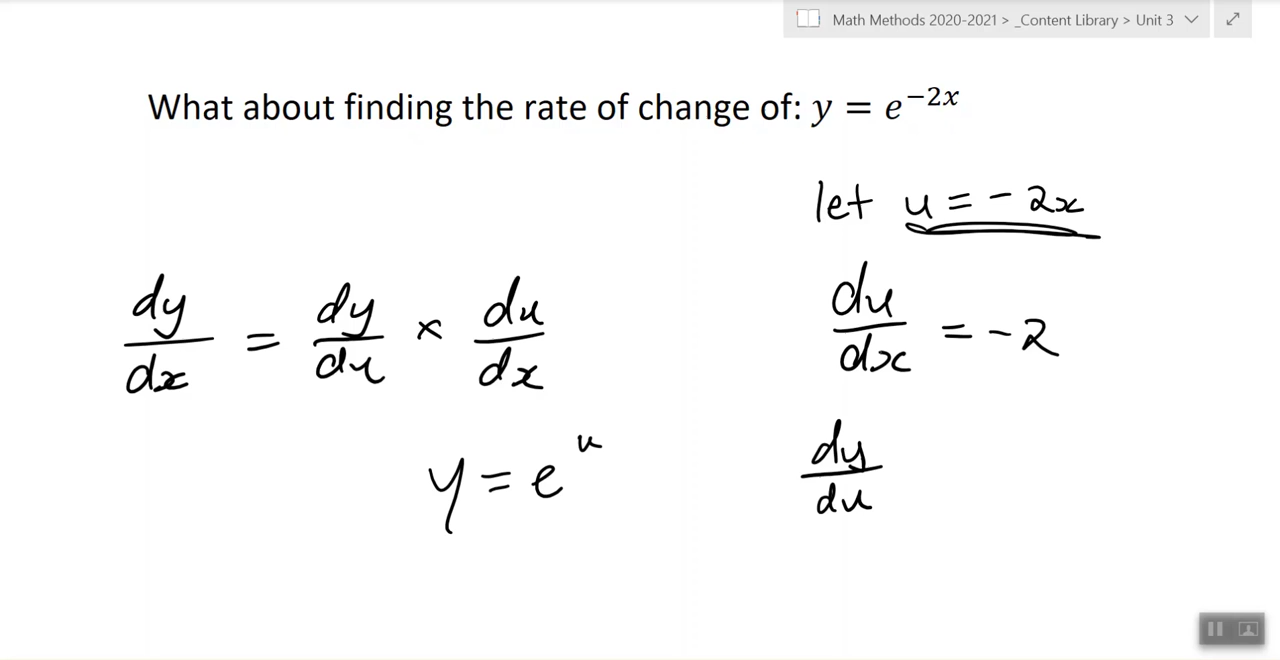 Math Methods 2020-2021 > _Content Library > Unit 3
What about finding the rate of change of: y = e^{-2x}
let u = -2x
dy/dx = dy/du × du/dx
du/dx = -2
y = e^u
dy/du